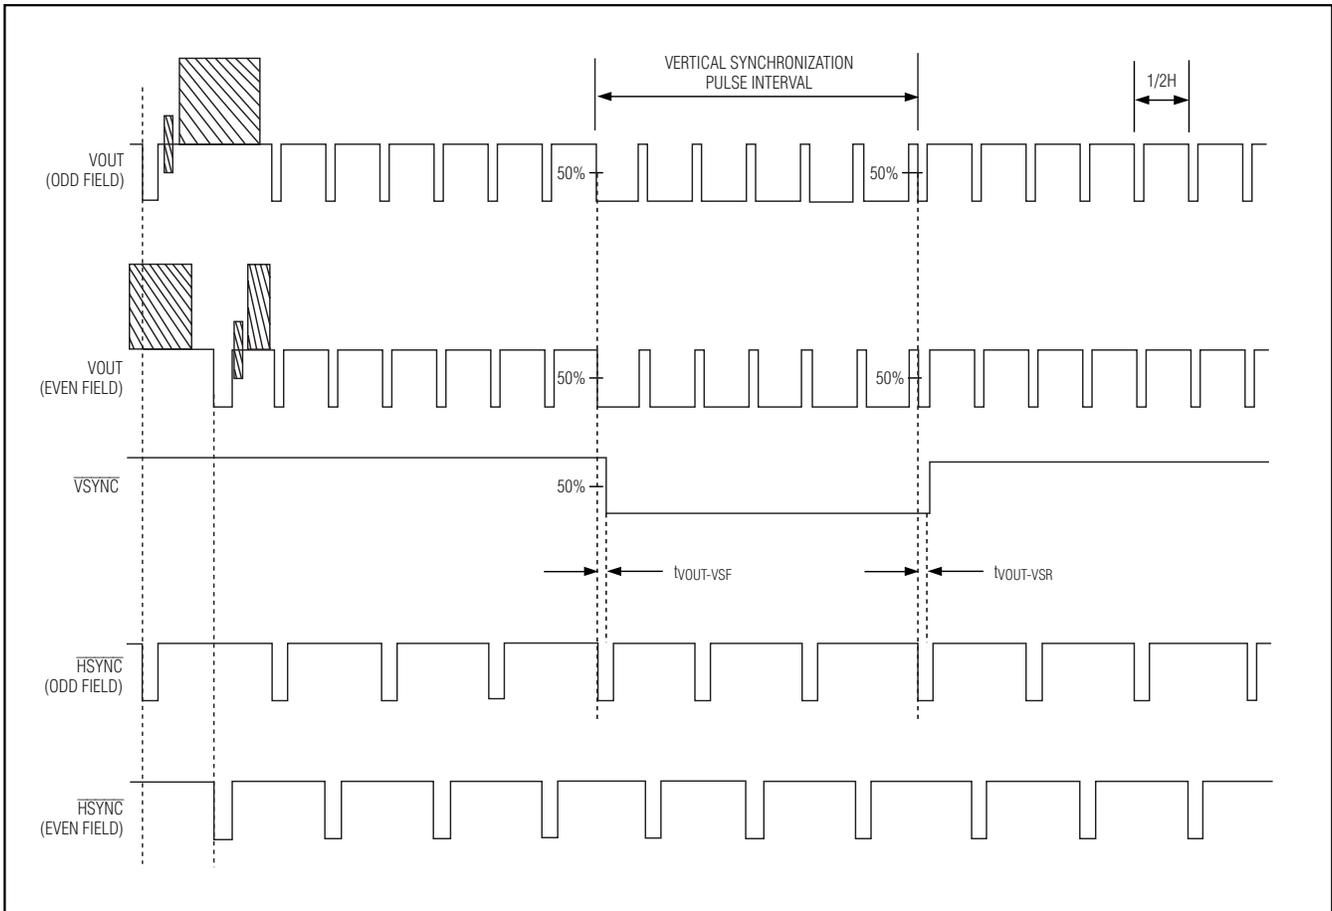 VERTICAL SYNCHRONIZATION
PULSE INTERVAL
1/2H
VOUT
(ODD FIELD)
50%
50%
VOUT
(EVEN FIELD)
50%
50%
VSYNC
50%
tVOUT-VSF
tVOUT-VSR
HSYNC
(ODD FIELD)
HSYNC
(EVEN FIELD)